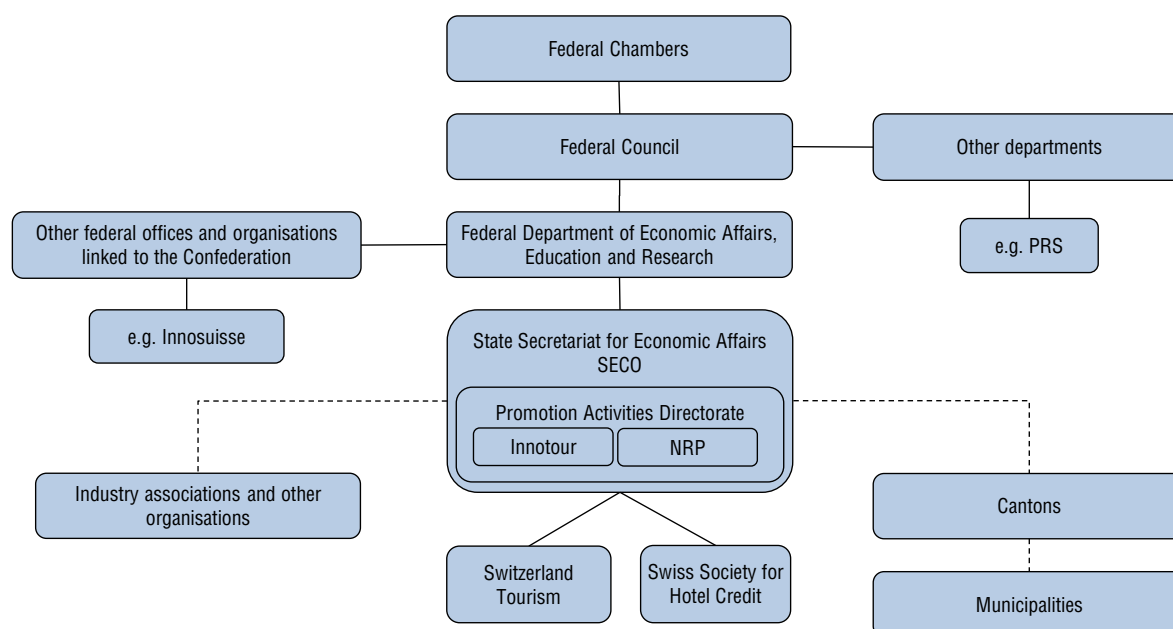 Federal Chambers
Federal Council
Other departments
Other federal offices and organisations
linked to the Confederation
Federal Department of Economic Affairs,
Education and Research
e.g. PRS
e.g. Innosuisse
State Secretariat for Economic Affairs
SECO
Promotion Activities Directorate
Innotour
NRP
Industry associations and other
organisations
Cantons
Switzerland
Tourism
Swiss Society for
Hotel Credit
Municipalities